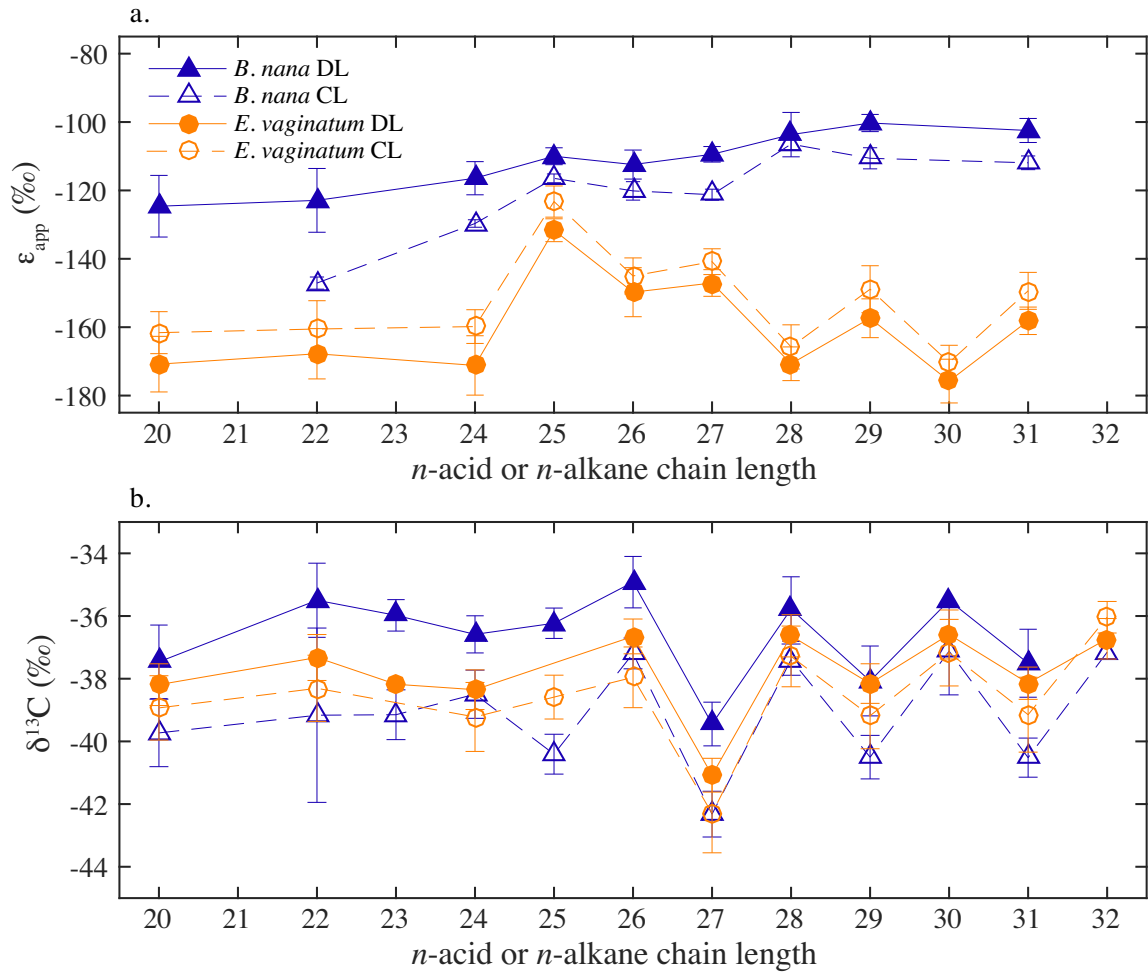 a.
-80
-100
-120
-140
-160
-180
ε_app (‰)
B. nana DL
B. nana CL
E. vaginatum DL
E. vaginatum CL
20 21 22 24 25 26 27 28 29 30 31 32
n-acid or n-alkane chain length
b.
-34
-36
-38
-40
-42
-44
δ¹³C (‰)
20 21 22 23 24 25 26 27 28 29 30 31 32
n-acid or n-alkane chain length